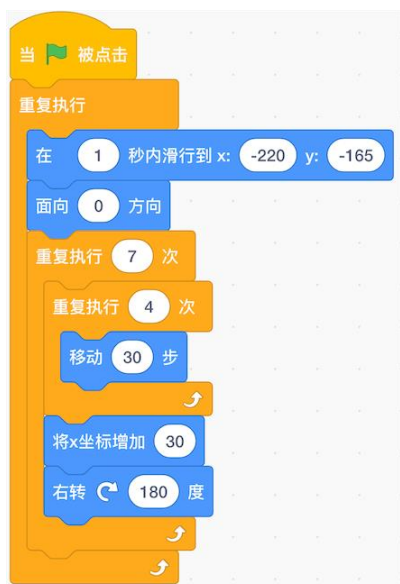 当 被点击
重复执行
在 1 秒内滑行到 x: -220 y: -165
面向 0 方向
重复执行 7 次
重复执行 4 次
移动 30 步
将x坐标增加 30
右转 180 度